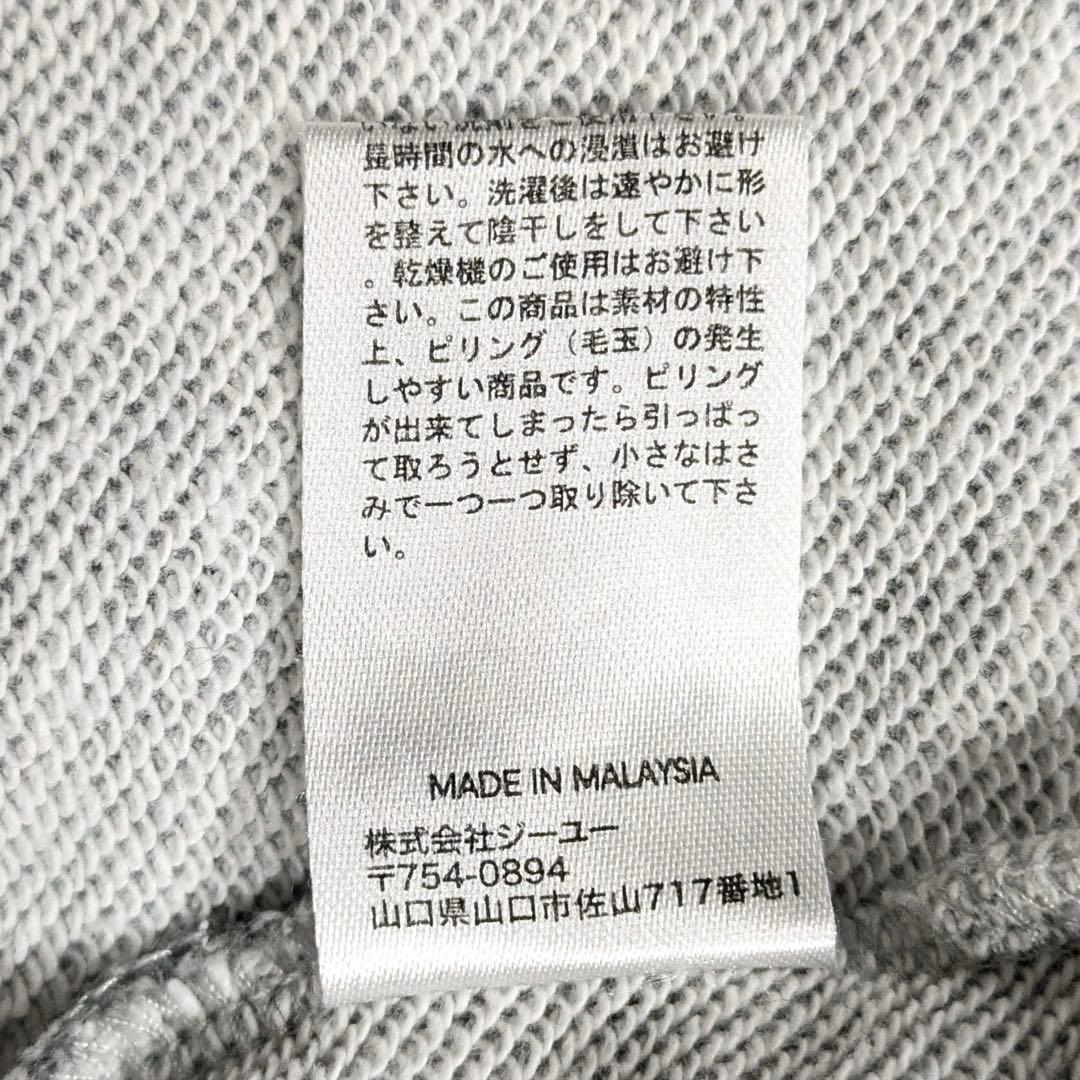 長時間の水への浸漬はお避け
下さい。洗濯後は速やかに形
を整えて陰干しをして下さい
。乾燥機のご使用はお避け下
さい。この商品は素材の特性
上、ピリング（毛玉）の発生
しやすい商品です。ピリング
が出来てしまったら引っぱっ
て取ろうとせず、小さなはさ
みで一つ一つ取り除いて下さ
い。
MADE IN MALAYSIA
株式会社ジーユー
〒754-0894
山口県山口市佐山717番地1